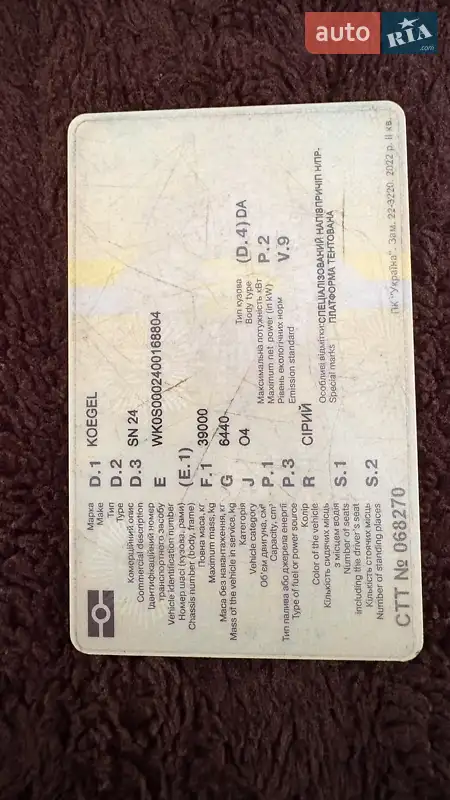 auto RIA.com
Марка D.1 KOEGEL
Make
Тип D.2
Type
Комерційний опис D.3 SN 24
Commercial description
Ідентифікаційний номер E WK0S0002400168804
транспортного засобу
Vehicle identification number
Номер шасі (кузова, рами) (E.1)
Chassis number (body, frame)
Повна маса, кг F.1 39000
Maximum mass, kg
Маса без навантаження, кг G 6440
Mass of the vehicle in service, kg
Категорія J O4 Тип кузова (D.4) DA
Vehicle category Body type
Об'єм двигуна, см³ P.1 Максимальна потужність кВт P.2
Capacity, cm³ Maximum net power (in kW)
Тип палива або джерела енергії P.3 Рівень екологічних норм V.9
Type of fuel or power source Emission standard
Колір R СІРИЙ
Color of the vehicle
Кількість сидячих місць S.1 Особливі відмітки: СПЕЦІАЛІЗОВАНИЙ НАПІВПРИЧІП Н/ПР-
з місцем водія Special marks ПЛАТФОРМА ТЕНТОВАНА
Number of seats
including the driver's seat
Кількість стоячих місць S.2
Number of standing places
СТТ № 068270 ПК "Україна". Зам. 22-3220. 2022 р. II кв.